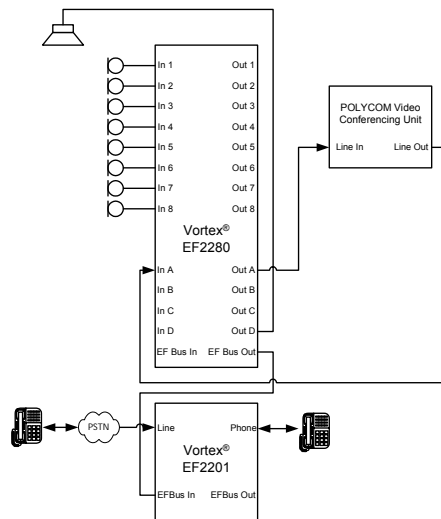 In 1 Out 1
In 2 Out 2
In 3 Out 3
In 4 Out 4
In 5 Out 5
In 6 Out 6
In 7 Out 7
In 8 Out 8
Vortex®
EF2280
In A Out A
In B Out B
In C Out C
In D Out D
EF Bus In EF Bus Out
POLYCOM Video
Conferencing Unit
Line In Line Out
PSTN
Line Phone
Vortex®
EF2201
EFBus In EFBus Out